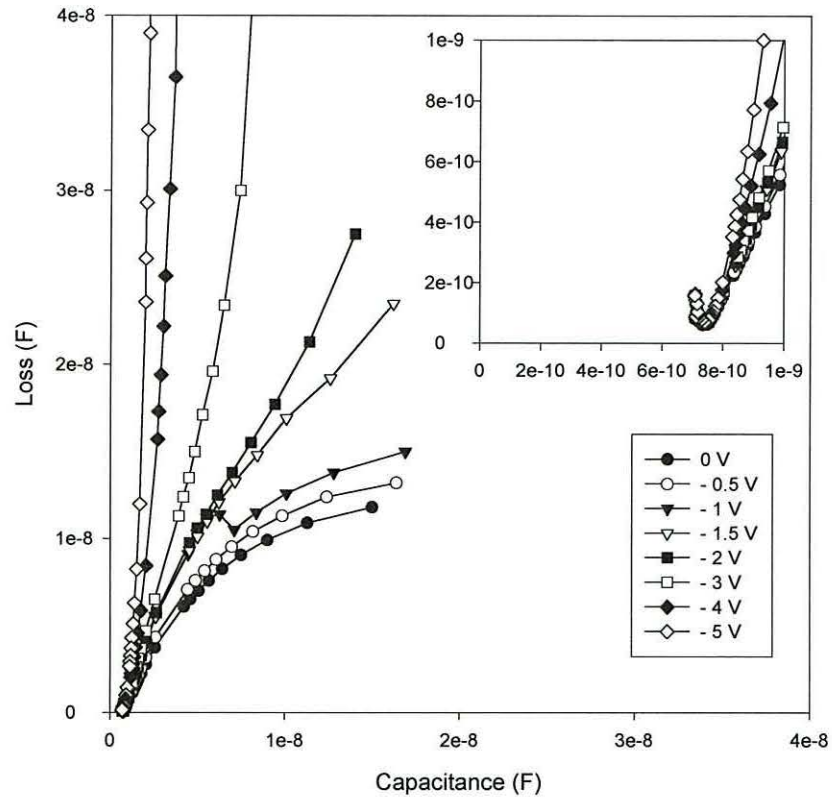 4e-8
3e-8
2e-8
1e-8
0
Loss (F)
0
1e-8
2e-8
3e-8
4e-8
Capacitance (F)
1e-9
8e-10
6e-10
4e-10
2e-10
0
0
2e-10
4e-10
6e-10
8e-10
1e-9
0 V
- 0.5 V
- 1 V
- 1.5 V
- 2 V
- 3 V
- 4 V
- 5 V